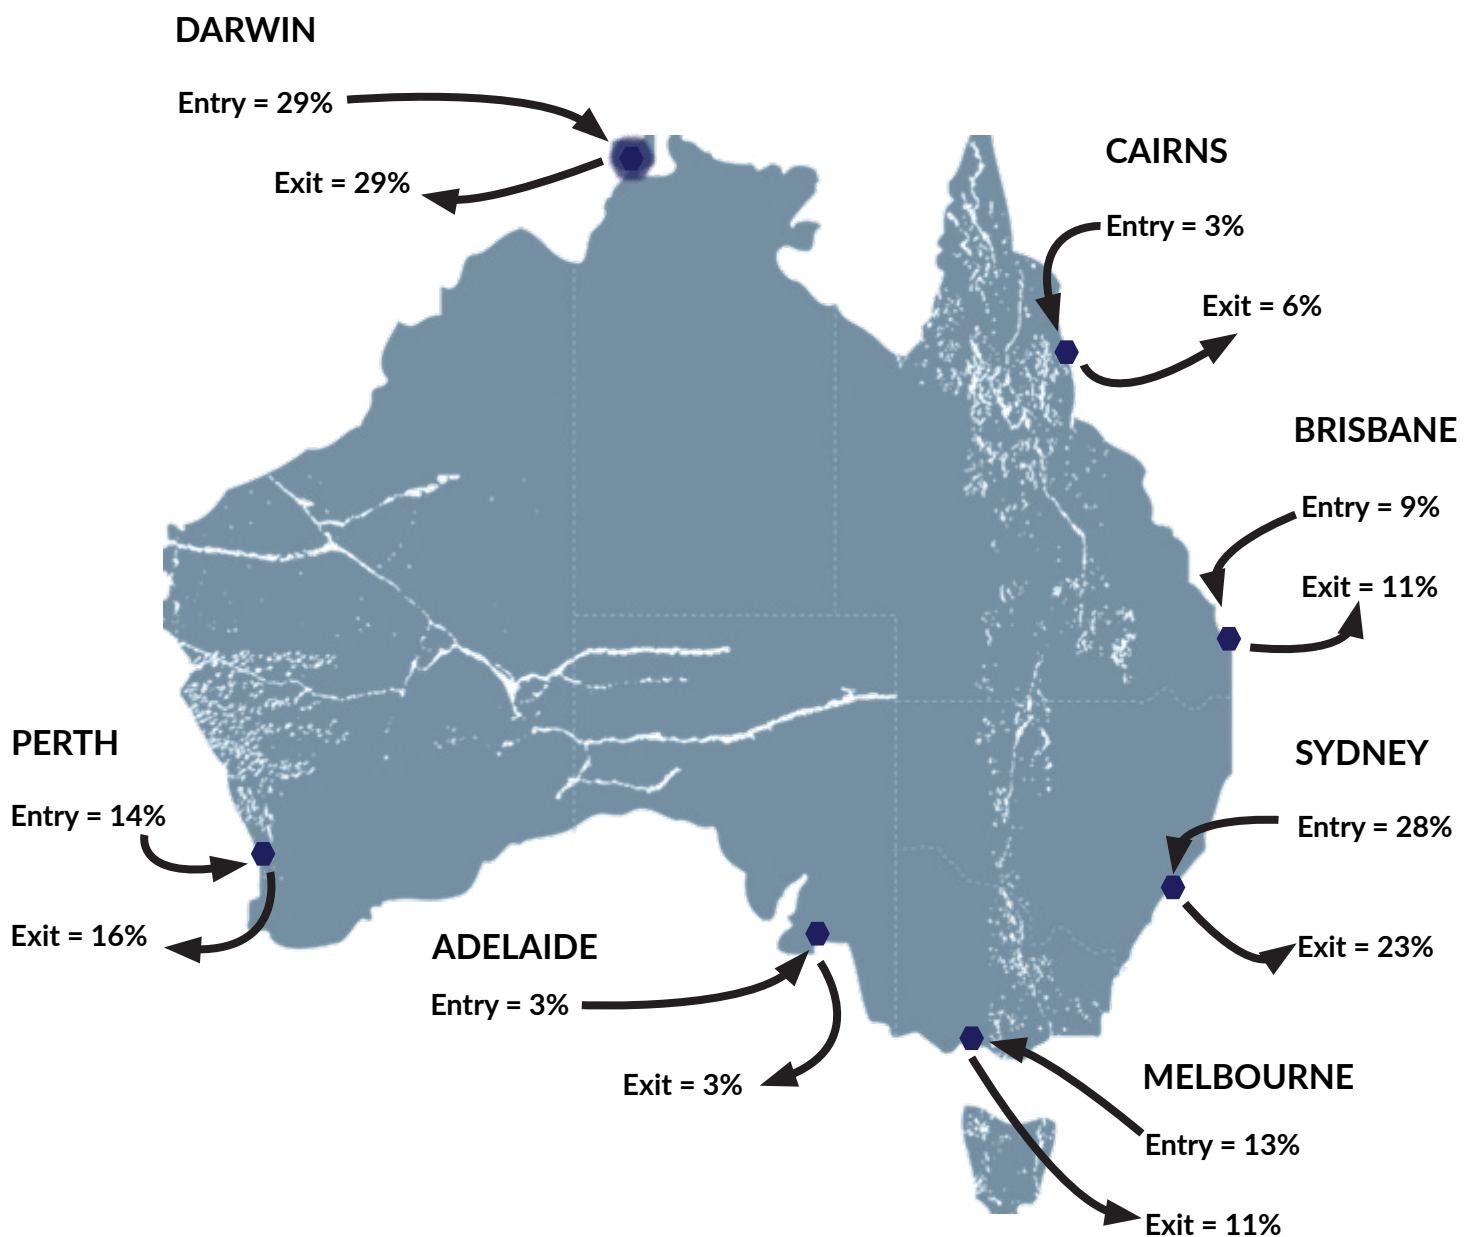 DARWIN
Entry = 29%
Exit = 29%
CAIRNS
Entry = 3%
Exit = 6%
BRISBANE
Entry = 9%
Exit = 11%
SYDNEY
Entry = 28%
Exit = 23%
PERTH
Entry = 14%
Exit = 16%
ADELAIDE
Entry = 3%
Exit = 3%
MELBOURNE
Entry = 13%
Exit = 11%